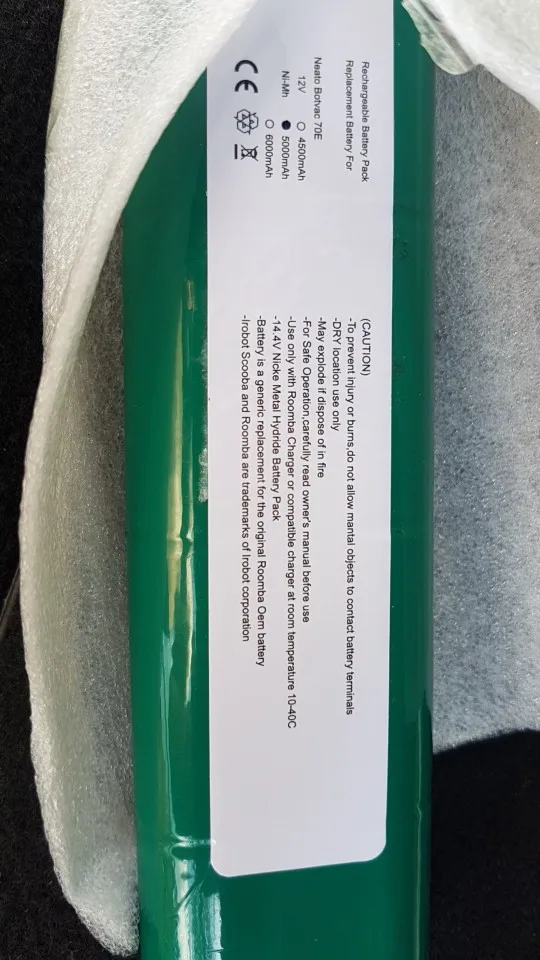 Rechargeable Battery Pack
Replacement Battery For
Neato Botvac 70E
12V 4500mAh
Ni-Mh 5000mAh
6000mAh
CE
(CAUTION)
-To prevent injury or burns,do not allow mantal objects to contact battery terminals
-DRY location use only
-May explode if dispose of in fire
-For Safe Operation,carefully read owner's manual before use
-Use only with Roomba Charger or compatible charger at room temperature 10-40C
-14.4V Nicke Metal Hydride Battery Pack
-Battery is a generic replacement for the original Roomba Oem battery
-Irobot Scooba and Roomba are trademarks of Irobot corporation